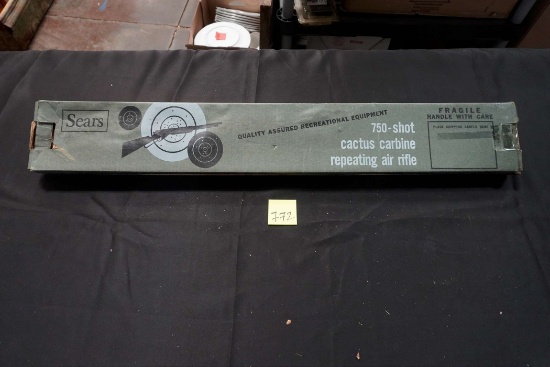 Sears
QUALITY ASSURED RECREATIONAL EQUIPMENT
750-shot
cactus carbine
repeating air rifle
FRAGILE
HANDLE WITH CARE
772